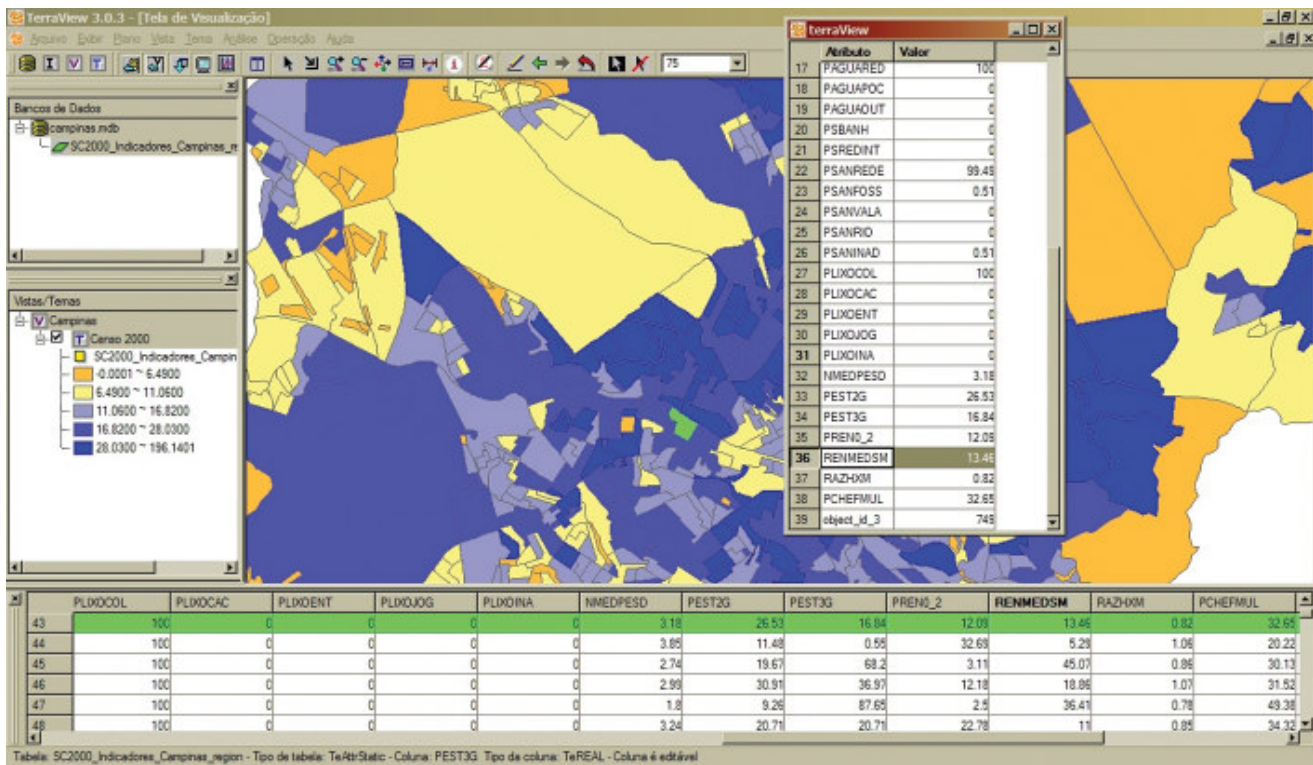 TerraView 3.0.3 - [Tela de Visualização]
Arquivo Exibir Plano Vista Tema Análise Operação Ajuda
75
Bancos de Dados
campinas.mdb
SC2000_Indicadores_Campinas_re
Vistas/Temas
Campinas
Censo 2000
SC2000_Indicadores_Campin
-0.0001 ~ 6.4900
6.4900 ~ 11.0600
11.0600 ~ 16.8200
16.8200 ~ 28.0300
28.0300 ~ 196.1401
terraView
Atributo Valor
17 PAGUARED 100
18 PAGUAPOC 0
19 PAGUAOUT 0
20 PSBANH 0
21 PSREDINT 0
22 PSANREDE 99.49
23 PSANFOSS 0.51
24 PSANVALA 0
25 PSANRIO 0
26 PSANINAD 0.51
27 PLIXOCOL 100
28 PLIXOCAC 0
29 PLIXOENT 0
30 PLIXOJOG 0
31 PLIXOINA 0
32 NMEDPESD 3.18
33 PEST2G 26.53
34 PEST3G 16.84
35 PREN0_2 12.09
36 RENMEDSM 13.46
37 RAZHXM 0.82
38 PCHEFMUL 32.65
39 object_id_3 749
PLIXOCOL PLIXOCAC PLIXOENT PLIXOJOG PLIXOINA NMEDPESD PEST2G PEST3G PREN0_2 RENMEDSM RAZHXM PCHEFMUL
43 100 0 0 0 0 3.18 26.53 16.84 12.09 13.46 0.82 32.65
44 100 0 0 0 0 3.85 11.48 0.55 32.69 5.29 1.06 20.22
45 100 0 0 0 0 2.74 19.67 68.2 3.11 45.07 0.86 30.13
46 100 0 0 0 0 2.99 30.91 36.97 12.18 18.86 1.07 31.52
47 100 0 0 0 0 1.8 9.26 87.65 2.5 36.41 0.78 49.38
48 100 0 0 0 0 3.24 20.71 20.71 22.78 11 0.85 34.32
Tabela: SC2000_Indicadores_Campinas_region - Tipo de tabela: TeAttrStatic - Coluna: PEST3G Tipo da coluna: TeREAL - Coluna é editável